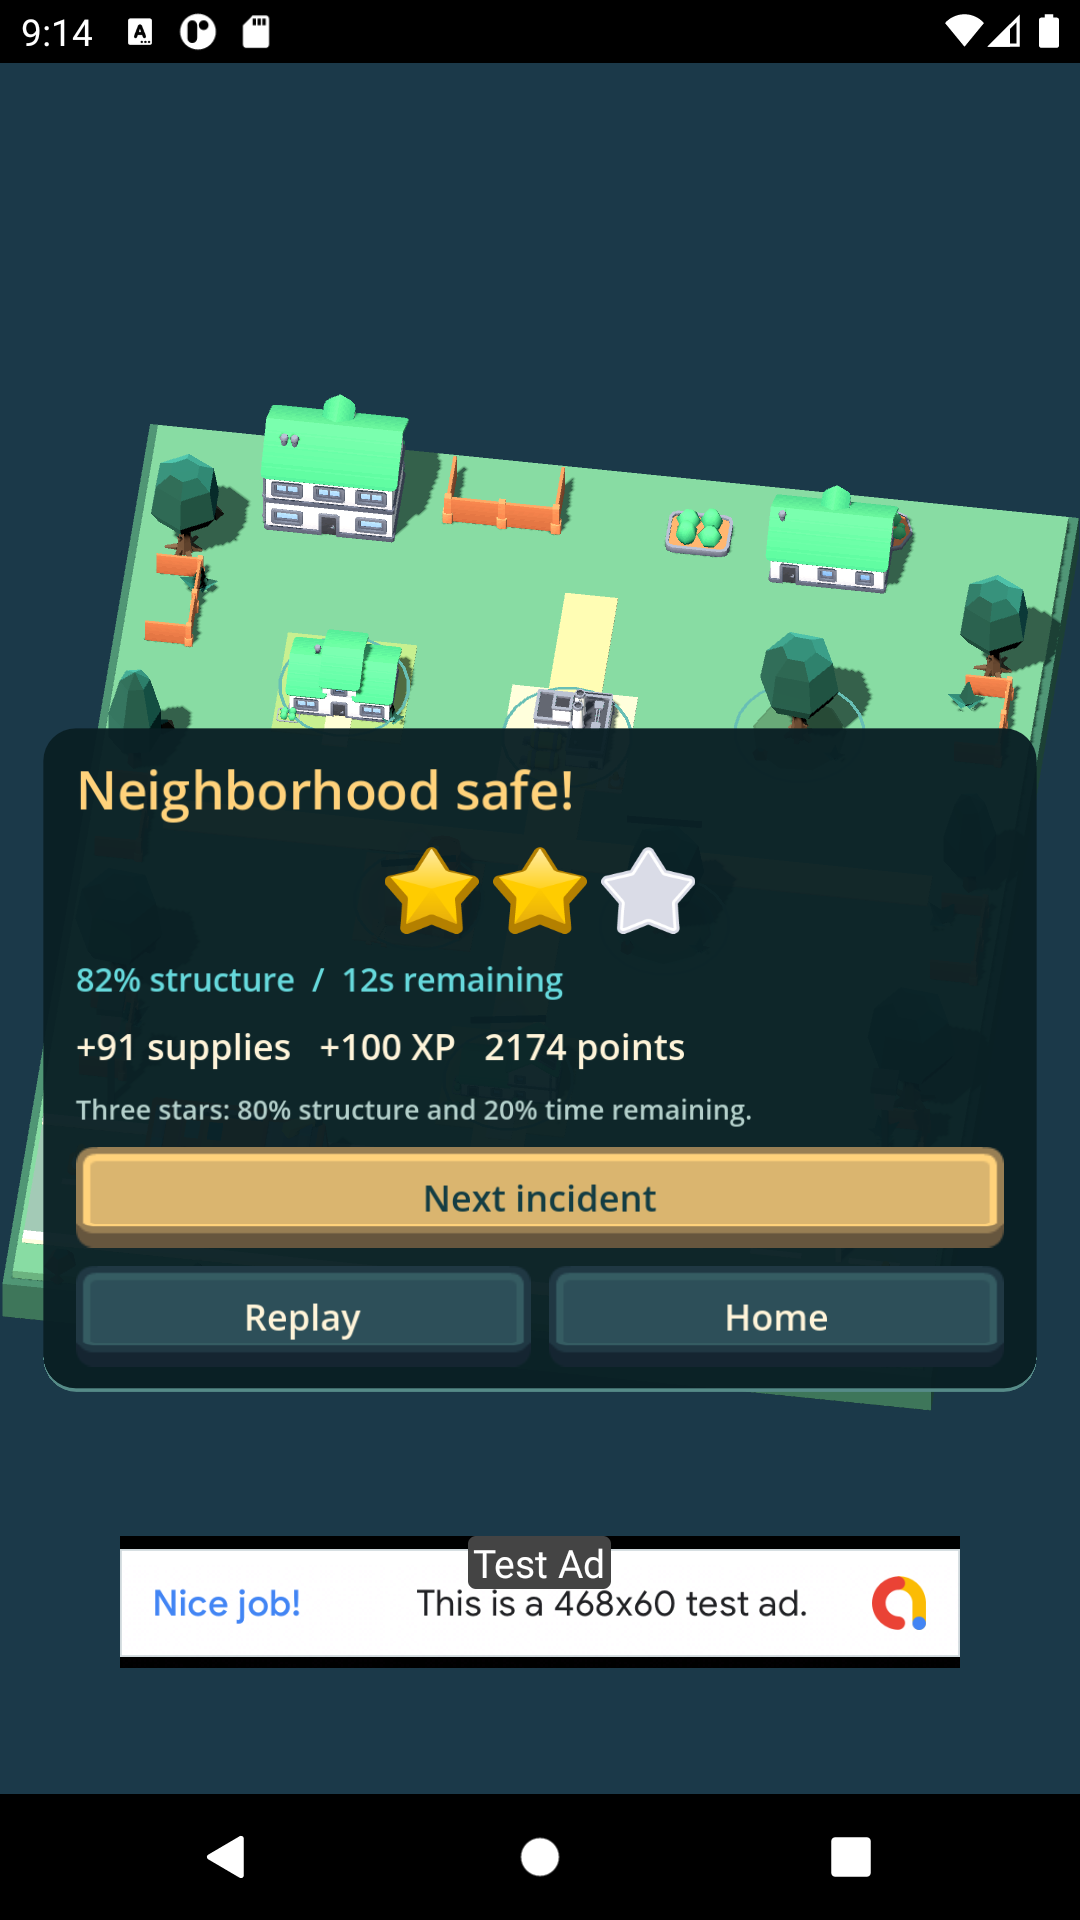 9:14
Neighborhood safe!
82% structure / 12s remaining
+91 supplies +100 XP 2174 points
Three stars: 80% structure and 20% time remaining.
Next incident
Replay Home
Test Ad
Nice job! This is a 468x60 test ad.